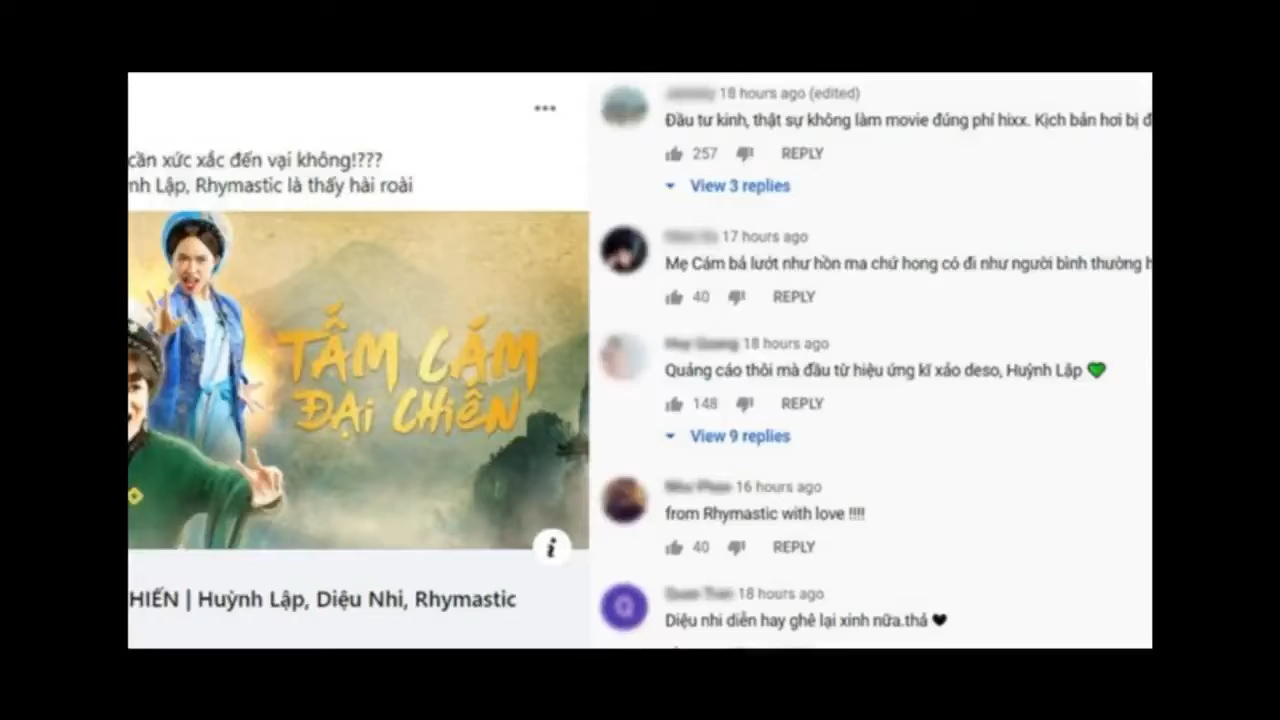 cần xúc xắc đến vại không!???
nh Lập, Rhymastic là thấy hài roài
TẤM CÁM
ĐẠI CHIẾN
HIẾN | Huỳnh Lập, Diệu Nhi, Rhymastic
18 hours ago (edited)
Đầu tư kinh, thật sự không làm movie đúng phí hixx. Kịch bản hơi bị đ
257 REPLY
View 3 replies
17 hours ago
Mẹ Cám bả lướt như hồn ma chứ hong có đi như người bình thường h
40 REPLY
18 hours ago
Quảng cáo thôi mà đầu tư hiệu ứng kĩ xảo deso, Huỳnh Lập 💚
148 REPLY
View 9 replies
16 hours ago
from Rhymastic with love !!!!
40 REPLY
Q
18 hours ago
Diệu nhi diễn hay ghê lại xinh nữa.thả 🖤